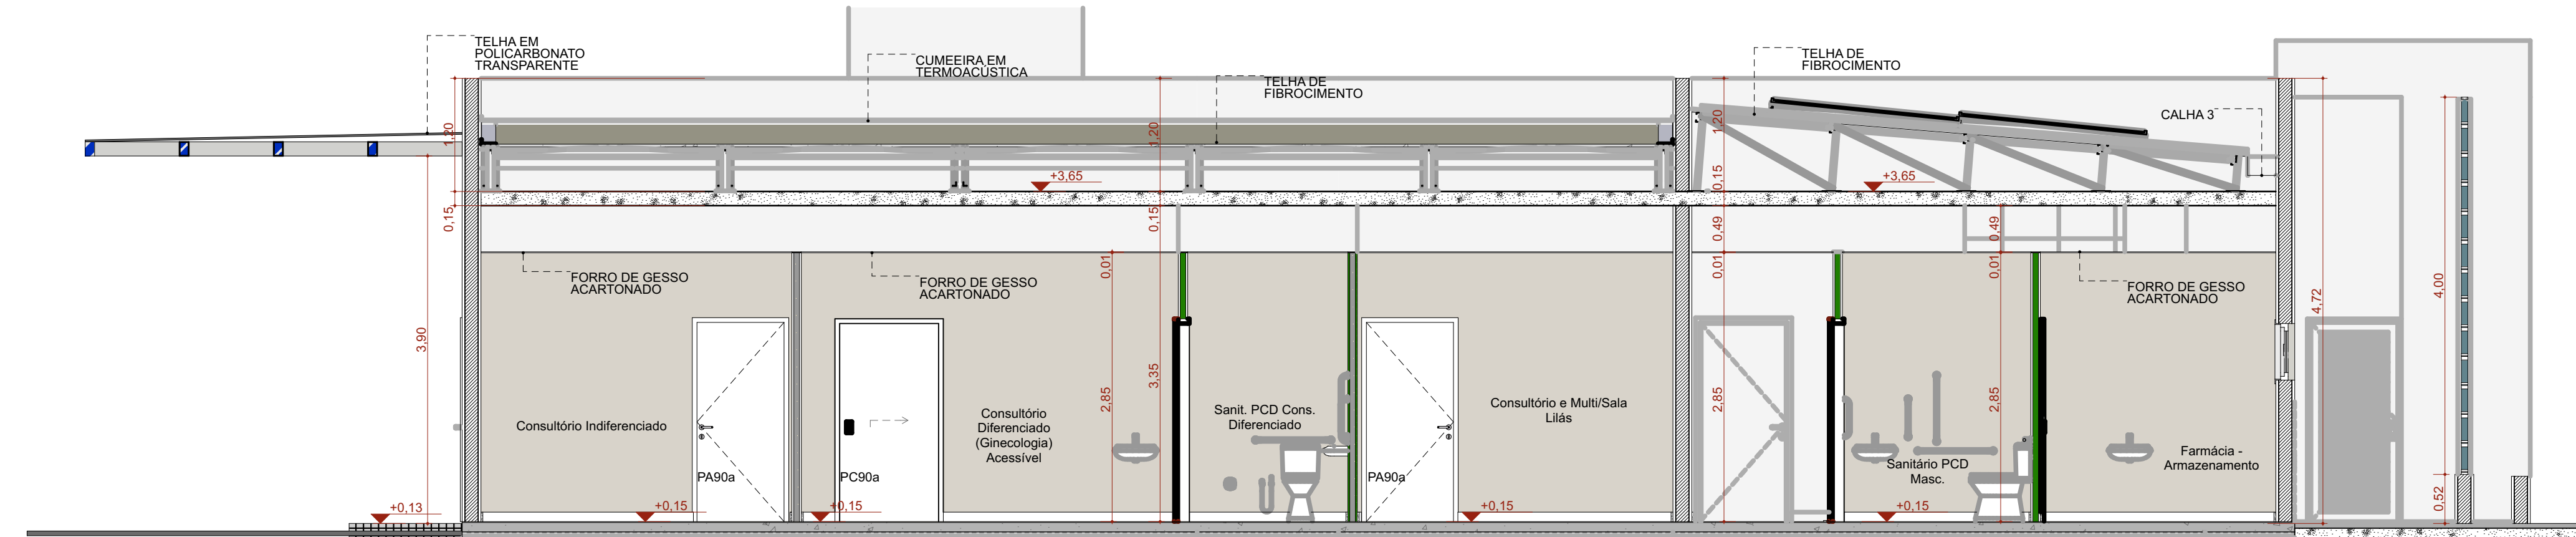 TELHA EM
POLICARBONATO
TRANSPARENTE
CUMEEIRA EM
TERMOACÚSTICA
TELHA DE
FIBROCIMENTO
TELHA DE
FIBROCIMENTO
CALHA 3
1,20
1,20
1,20
+3,65
+3,65
0,15
0,15
0,15
0,49
0,49
0,01
0,01
0,01
FORRO DE GESSO
ACARTONADO
FORRO DE GESSO
ACARTONADO
FORRO DE GESSO
ACARTONADO
3,90
3,35
2,85
2,85
2,85
4,72
4,00
0,52
Consultório Indiferenciado
PA90a
PC90a
Consultório
Diferenciado
(Ginecologia)
Acessível
Sanit. PCD Cons.
Diferenciado
PA90a
Consultório e Multi/Sala
Lilás
Sanitário PCD
Masc.
Farmácia -
Armazenamento
+0,13
+0,15
+0,15
+0,15
+0,15